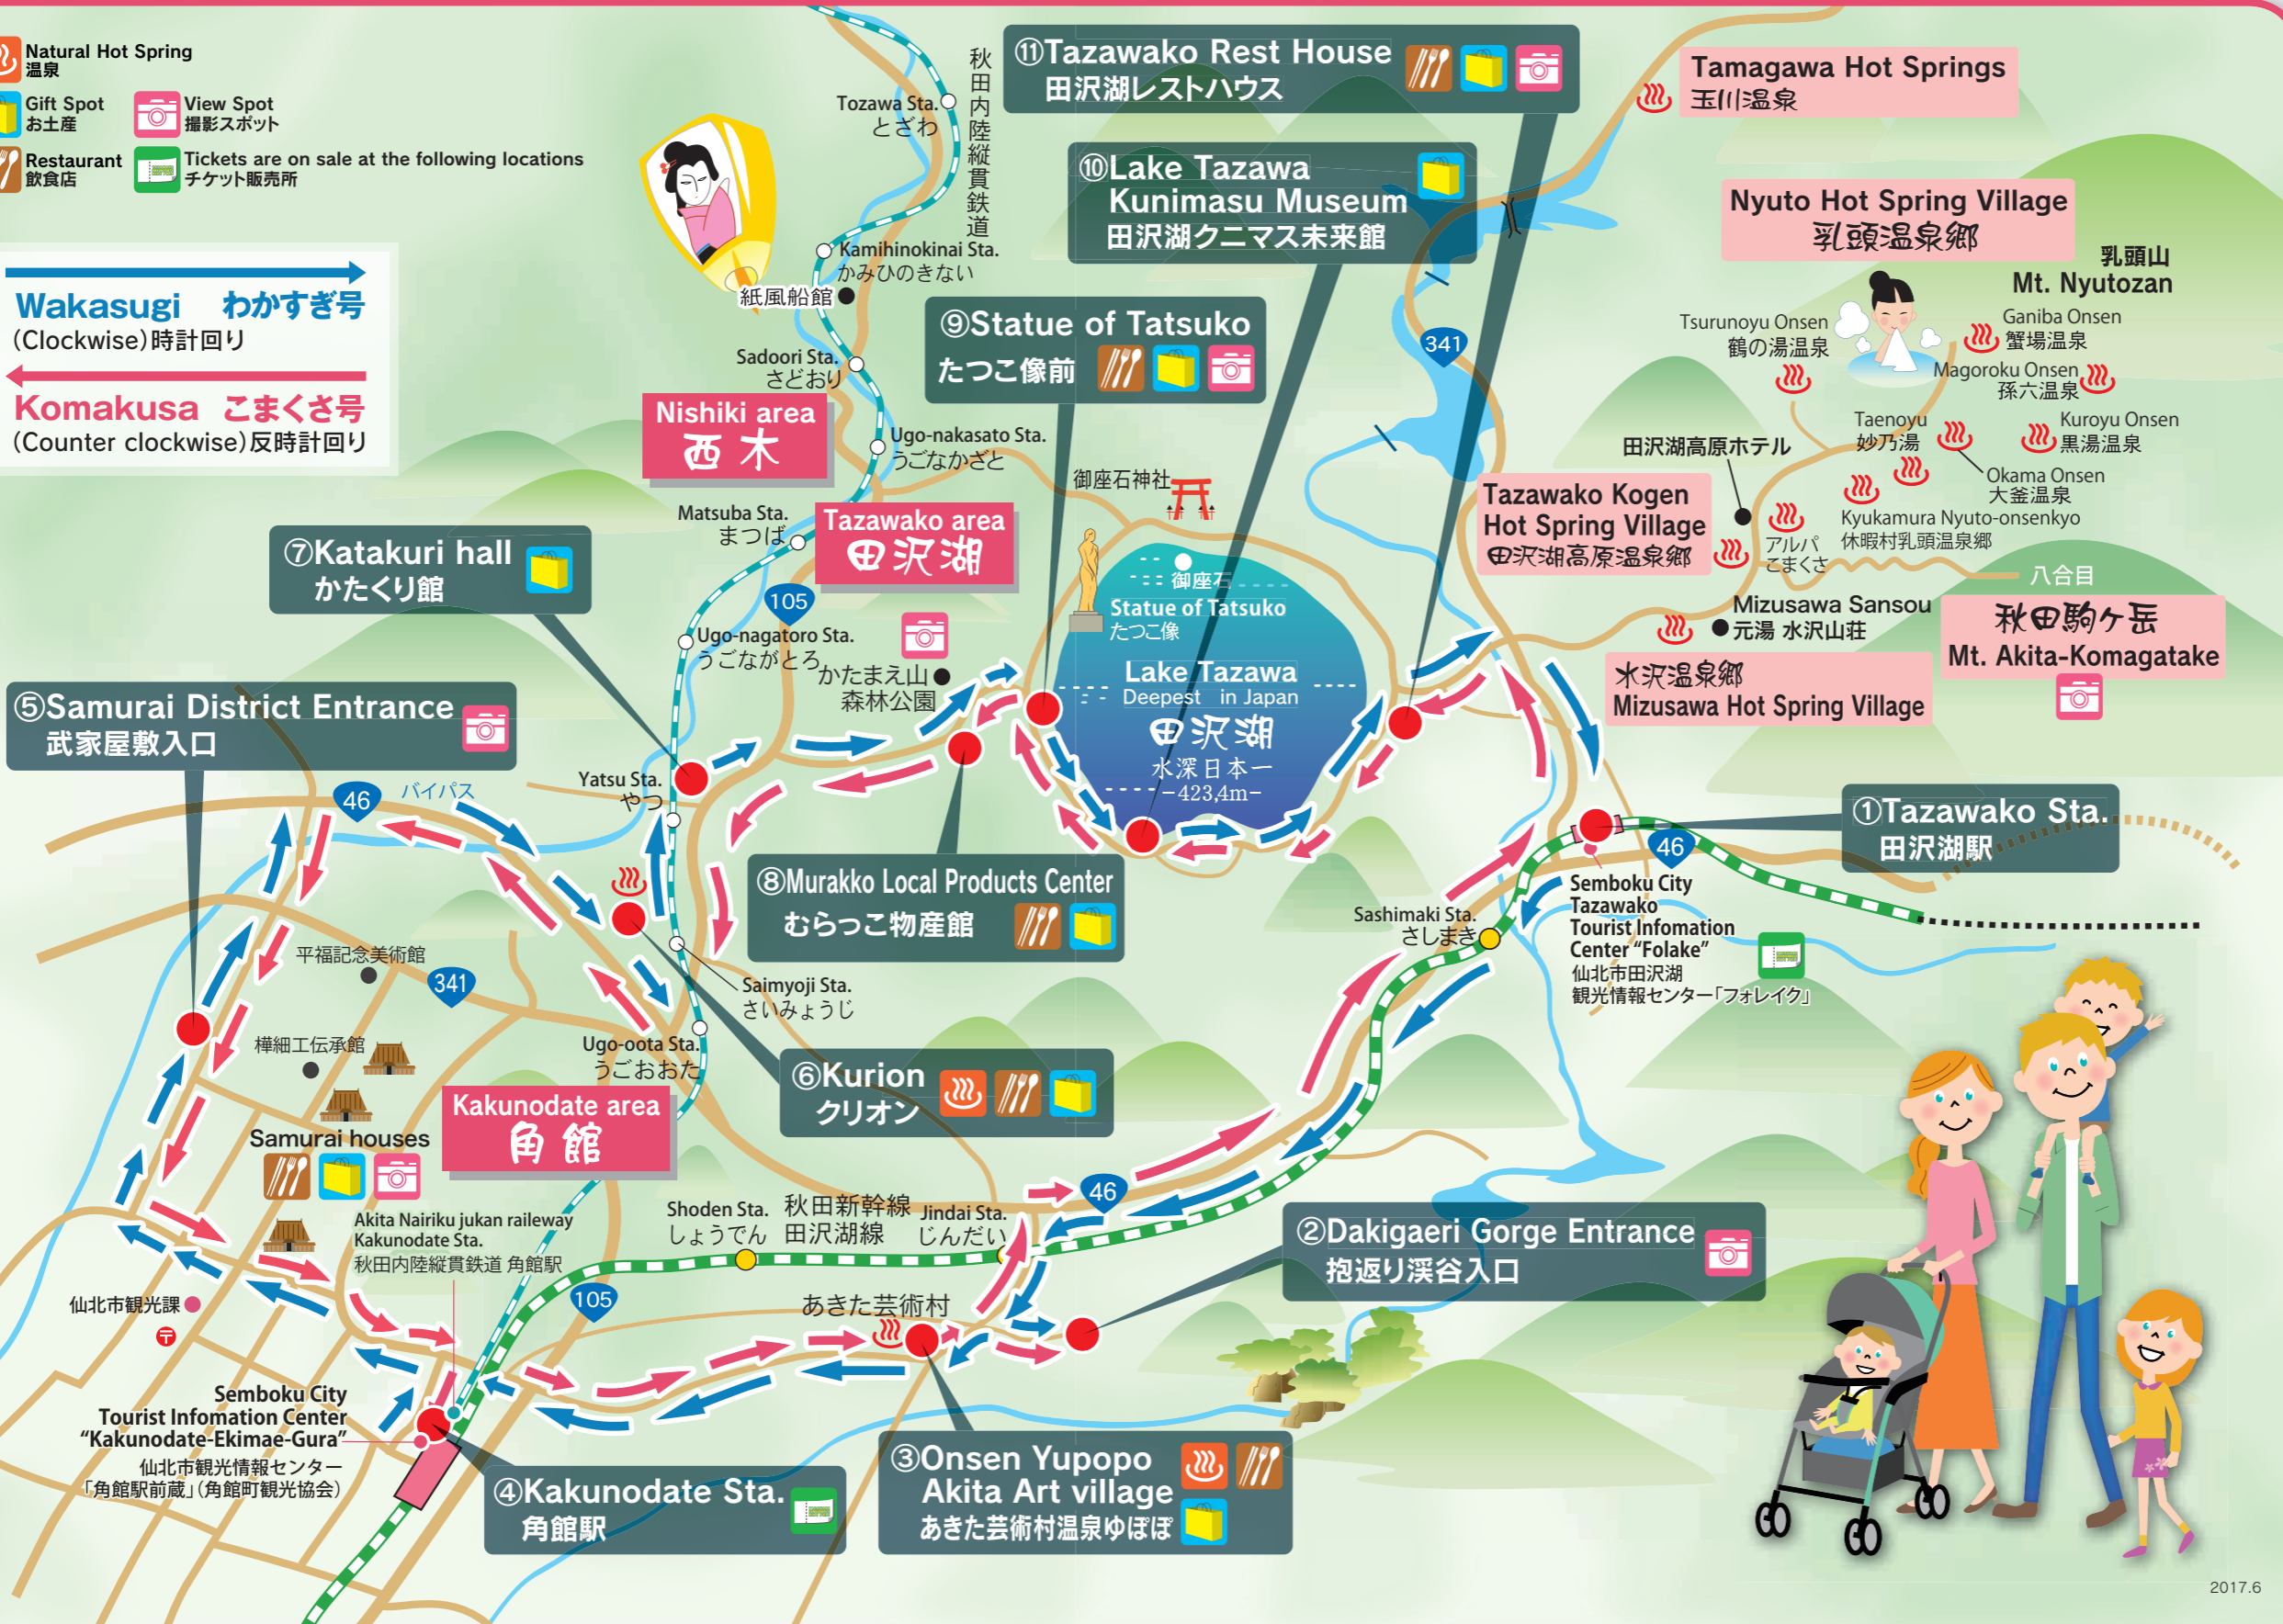 Natural Hot Spring
温泉
Gift Spot
お土産
View Spot
撮影スポット
Restaurant
飲食店
Tickets are on sale at the following locations
チケット販売所
Wakasugi わかすぎ号
(Clockwise)時計回り
Komakusa こまくさ号
(Counter clockwise)反時計回り
秋田内陸縦貫鉄道
Tozawa Sta.
とざわ
Kamihinokinai Sta.
かみひのきない
紙風船館
Sadoori Sta.
さどおり
Nishiki area
西木
Ugo-nakasato Sta.
うごなかざと
Matsuba Sta.
まつば
Tazawako area
田沢湖
105
Ugo-nagatoro Sta.
うごながとろ
かたまえ山
森林公園
⑪Tazawako Rest House
田沢湖レストハウス
⑩Lake Tazawa
Kunimasu Museum
田沢湖クニマス未来館
⑨Statue of Tatsuko
たつこ像前
御座石神社
御座石
Statue of Tatsuko
たつこ像
Lake Tazawa
Deepest in Japan
田沢湖
水深日本一
−423,4m−
341
Tamagawa Hot Springs
玉川温泉
Nyuto Hot Spring Village
乳頭温泉郷
乳頭山
Mt. Nyutozan
Tsurunoyu Onsen
鶴の湯温泉
Ganiba Onsen
蟹場温泉
Magoroku Onsen
孫六温泉
Taenoyu
妙乃湯
Kuroyu Onsen
黒湯温泉
Okama Onsen
大釜温泉
Kyukamura Nyuto-onsenkyo
休暇村乳頭温泉郷
田沢湖高原ホテル
Tazawako Kogen
Hot Spring Village
田沢湖高原温泉郷
アルパ
こまくさ
八合目
Mizusawa Sansou
元湯 水沢山荘
秋田駒ヶ岳
Mt. Akita-Komagatake
水沢温泉郷
Mizusawa Hot Spring Village
⑦Katakuri hall
かたくり館
⑤Samurai District Entrance
武家屋敷入口
46
バイパス
Yatsu Sta.
やつ
⑧Murakko Local Products Center
むらっこ物産館
①Tazawako Sta.
田沢湖駅
46
Semboku City
Tazawako
Tourist Infomation
Center “Folake”
仙北市田沢湖
観光情報センター「フォレイク」
Sashimaki Sta.
さしまき
平福記念美術館
341
Saimyoji Sta.
さいみょうじ
樺細工伝承館
Ugo-oota Sta.
うごおおた
⑥Kurion
クリオン
Kakunodate area
角館
Samurai houses
Akita Nairiku jukan raileway
Kakunodate Sta.
秋田内陸縦貫鉄道 角館駅
Shoden Sta.
しょうでん
秋田新幹線
田沢湖線
Jindai Sta.
じんだい
46
②Dakigaeri Gorge Entrance
抱返り渓谷入口
仙北市観光課
〒
105
あきた芸術村
Semboku City
Tourist Infomation Center
“Kakunodate-Ekimae-Gura”
仙北市観光情報センター
「角館駅前蔵」(角館町観光協会)
④Kakunodate Sta.
角館駅
③Onsen Yupopo
Akita Art village
あきた芸術村温泉ゆぽぽ
2017.6